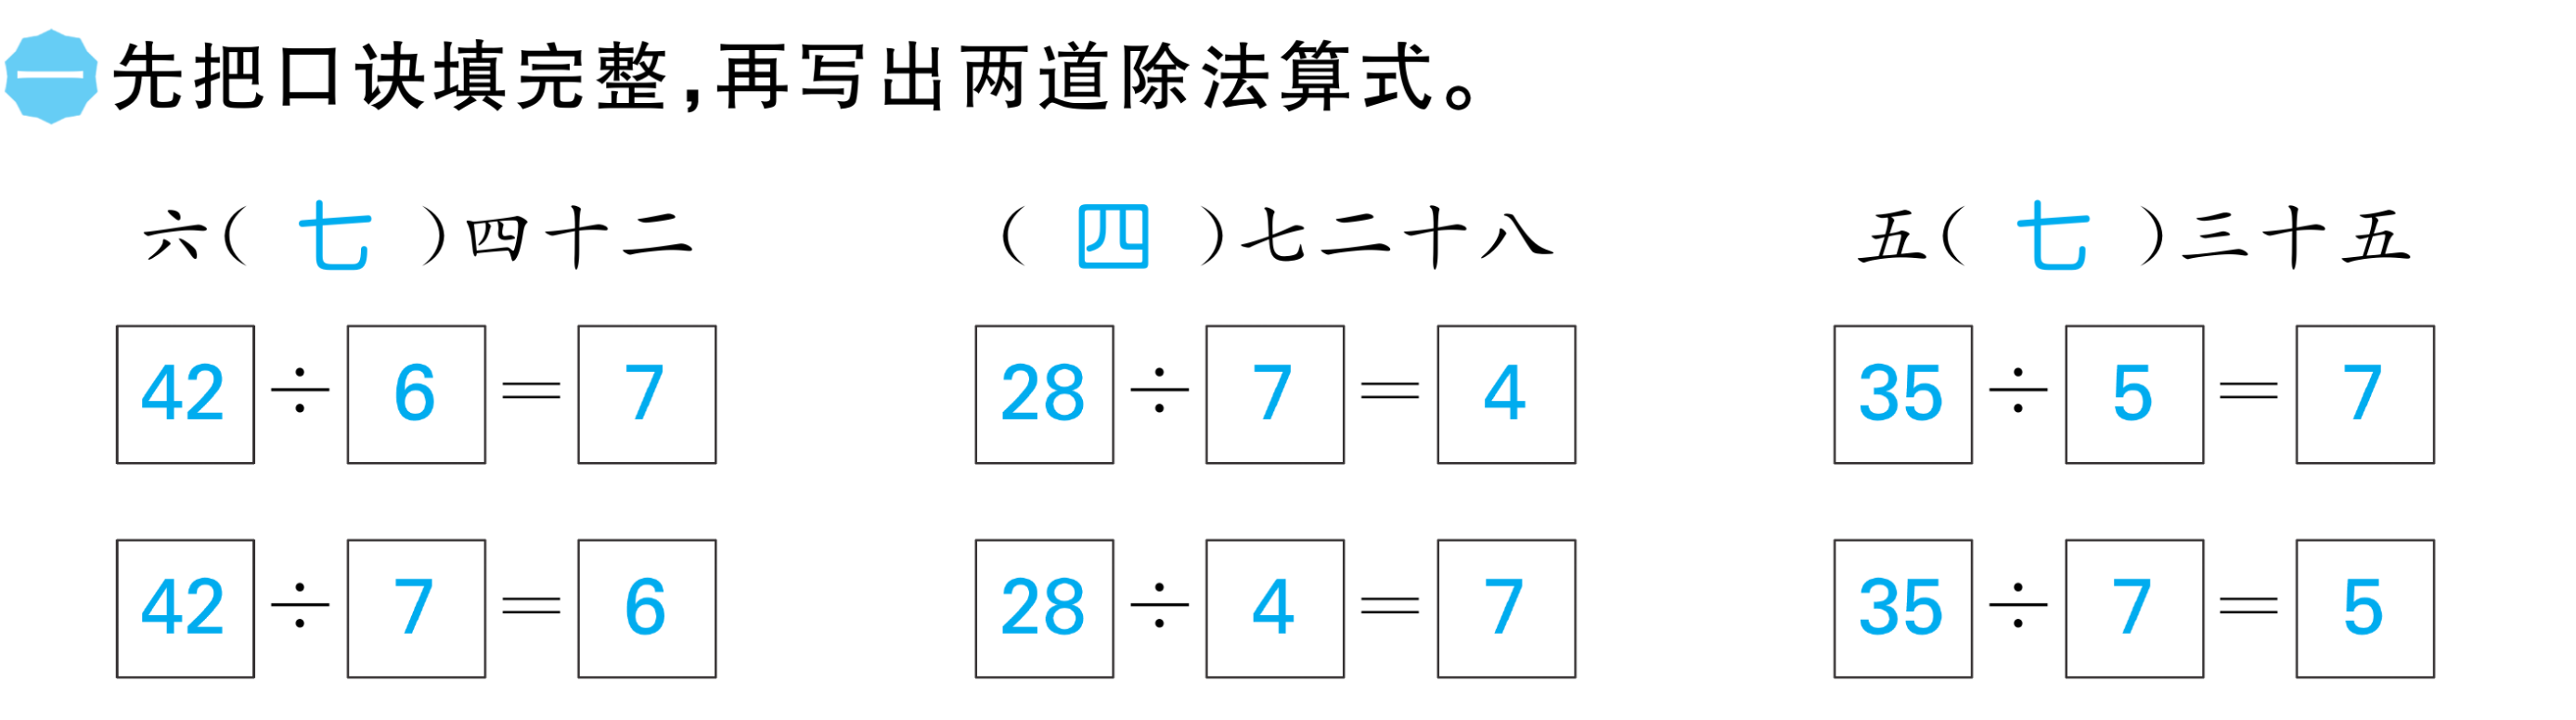 一 先把口诀填完整,再写出两道除法算式。
六( 七 )四十二 ( 四 )七二十八 五( 七 )三十五
42 ÷ 6 = 7 28 ÷ 7 = 4 35 ÷ 5 = 7
42 ÷ 7 = 6 28 ÷ 4 = 7 35 ÷ 7 = 5